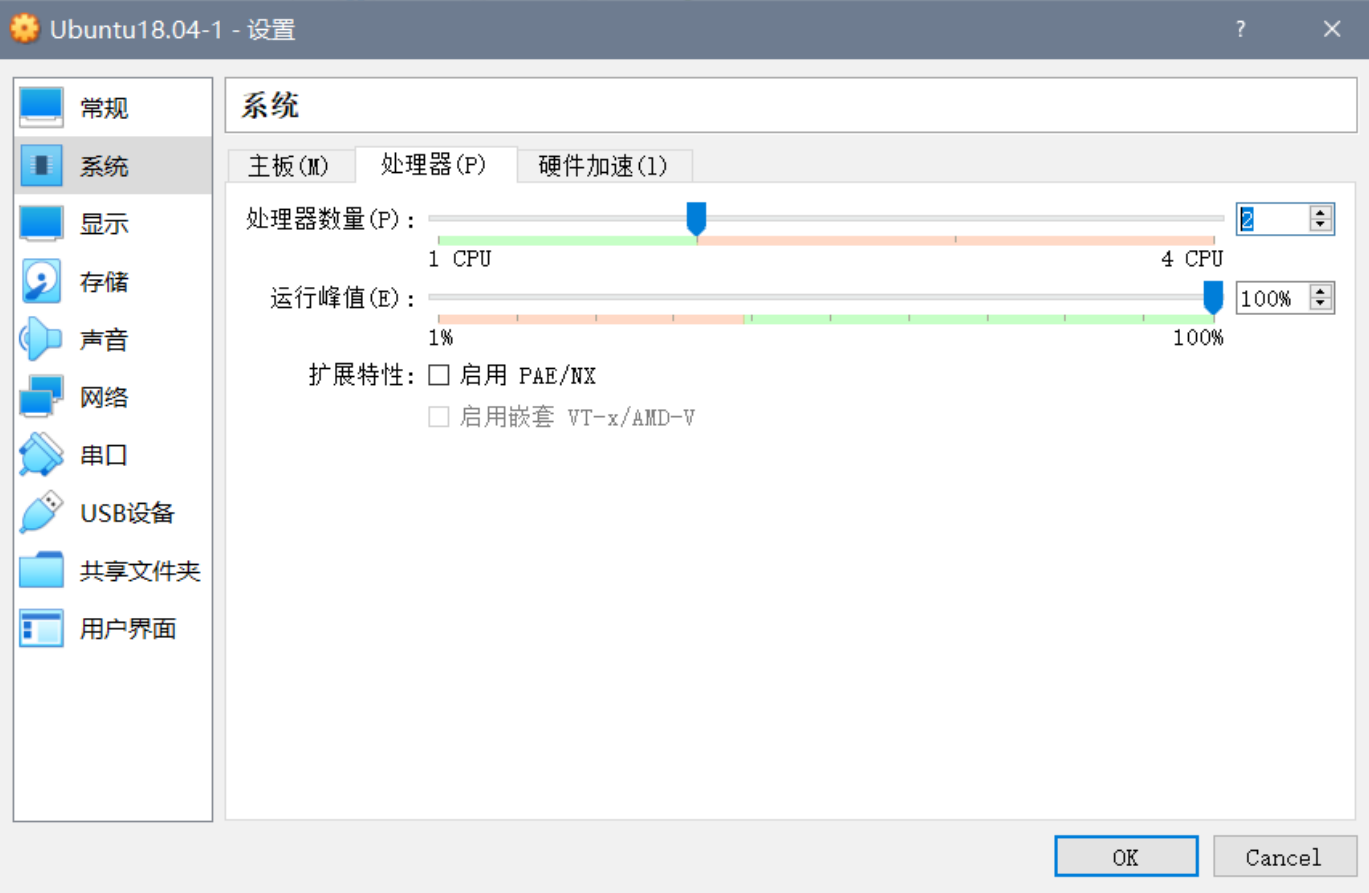 Ubuntu18.04-1 - 设置
?
常规
系统
显示
存储
声音
网络
串口
USB设备
共享文件夹
用户界面
系统
主板(M) 处理器(P) 硬件加速(l)
处理器数量(P): 2
1 CPU 4 CPU
运行峰值(E): 100%
1% 100%
扩展特性: 启用 PAE/NX
启用嵌套 VT-x/AMD-V
OK Cancel